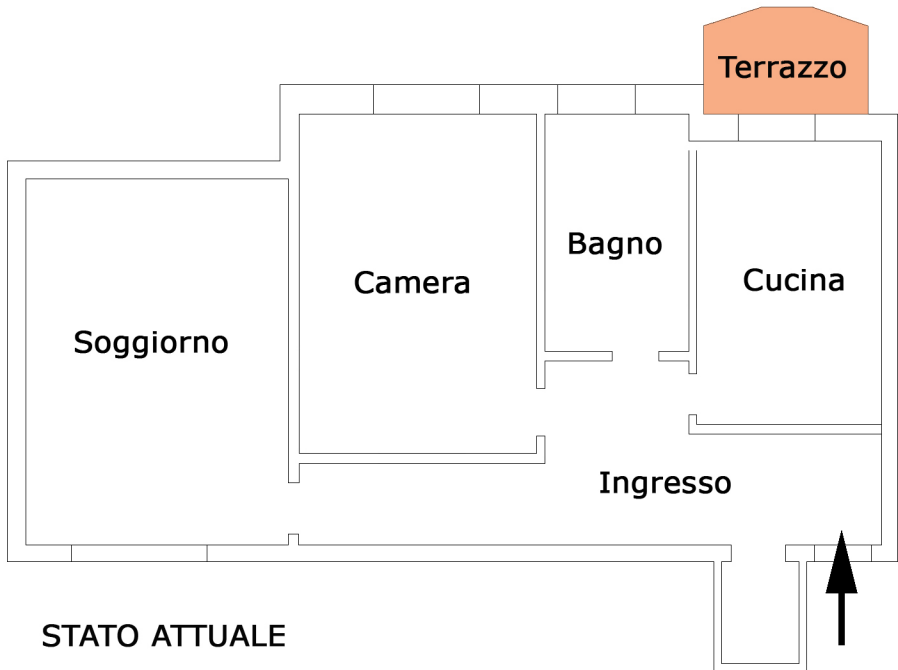 Terrazzo
Bagno
Camera
Cucina
Soggiorno
Ingresso
STATO ATTUALE